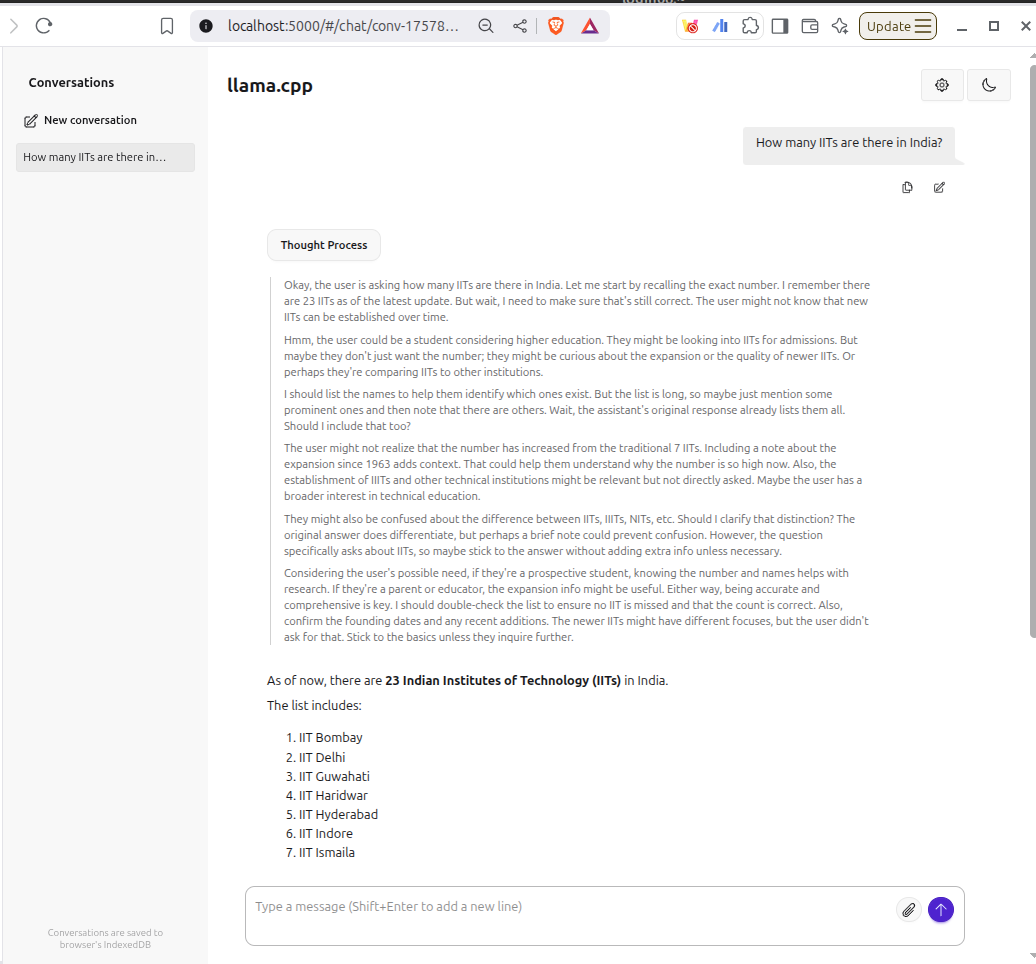 localhost:5000/#/chat/conv-17578...
Update
Conversations
New conversation
How many IITs are there in...
llama.cpp
How many IITs are there in India?
Thought Process
Okay, the user is asking how many IITs are there in India. Let me start by recalling the exact number. I remember there
are 23 IITs as of the latest update. But wait, I need to make sure that's still correct. The user might not know that new
IITs can be established over time.
Hmm, the user could be a student considering higher education. They might be looking into IITs for admissions. But
maybe they don't just want the number; they might be curious about the expansion or the quality of newer IITs. Or
perhaps they're comparing IITs to other institutions.
I should list the names to help them identify which ones exist. But the list is long, so maybe just mention some
prominent ones and then note that there are others. Wait, the assistant's original response already lists them all.
Should I include that too?
The user might not realize that the number has increased from the traditional 7 IITs. Including a note about the
expansion since 1963 adds context. That could help them understand why the number is so high now. Also, the
establishment of IIITs and other technical institutions might be relevant but not directly asked. Maybe the user has a
broader interest in technical education.
They might also be confused about the difference between IITs, IIITs, NITs, etc. Should I clarify that distinction? The
original answer does differentiate, but perhaps a brief note could prevent confusion. However, the question
specifically asks about IITs, so maybe stick to the answer without adding extra info unless necessary.
Considering the user's possible need, if they're a prospective student, knowing the number and names helps with
research. If they're a parent or educator, the expansion info might be useful. Either way, being accurate and
comprehensive is key. I should double-check the list to ensure no IIT is missed and that the count is correct. Also,
confirm the founding dates and any recent additions. The newer IITs might have different focuses, but the user didn't
ask for that. Stick to the basics unless they inquire further.
As of now, there are 23 Indian Institutes of Technology (IITs) in India.
The list includes:
1. IIT Bombay
2. IIT Delhi
3. IIT Guwahati
4. IIT Haridwar
5. IIT Hyderabad
6. IIT Indore
7. IIT Ismaila
Type a message (Shift+Enter to add a new line)
Conversations are saved to
browser's IndexedDB